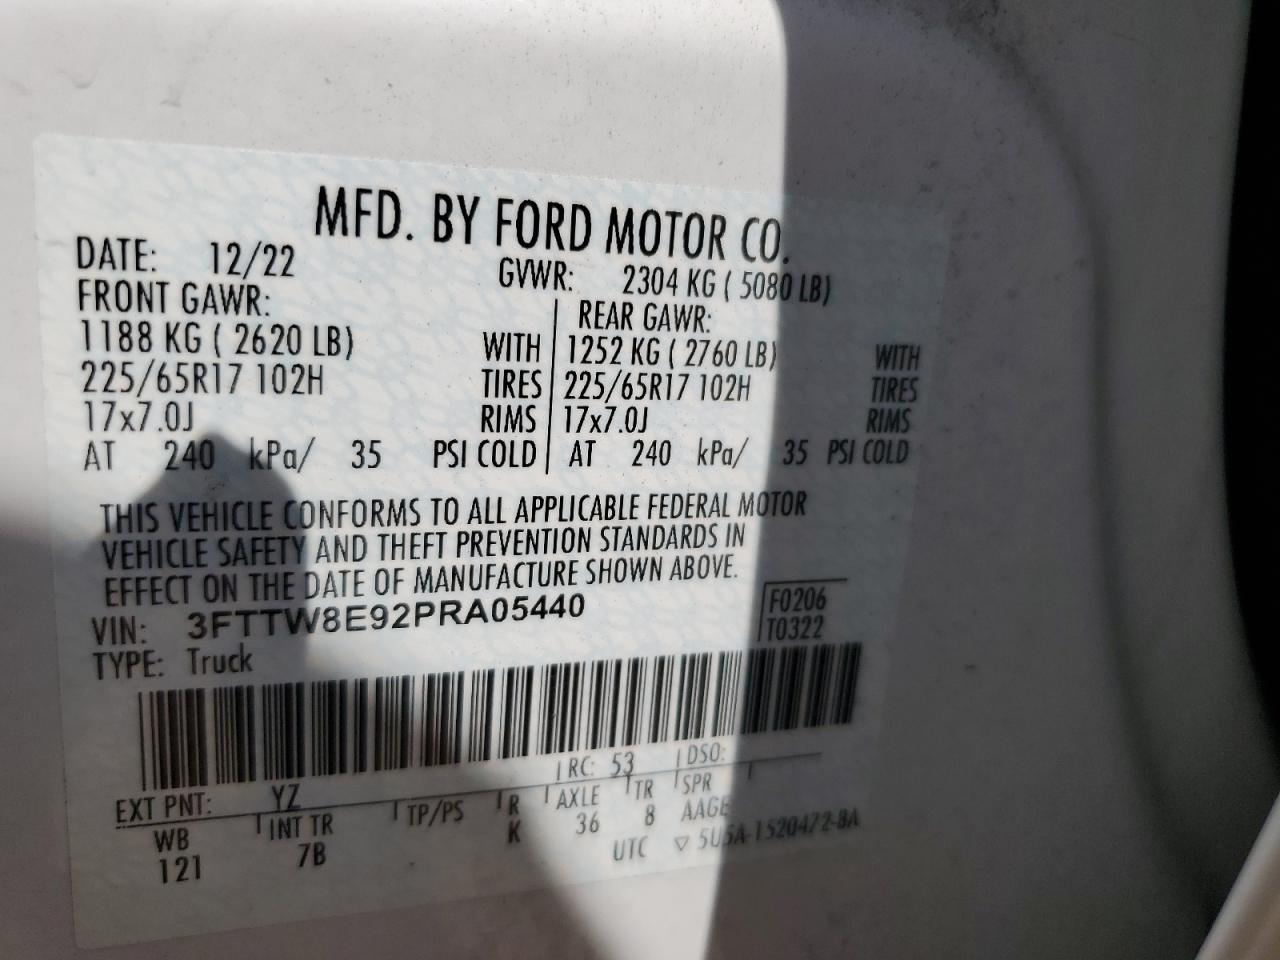 MFD. BY FORD MOTOR CO.
DATE: 12/22 GVWR: 2304 KG ( 5080 LB)
FRONT GAWR: REAR GAWR:
1188 KG ( 2620 LB) WITH 1252 KG ( 2760 LB) WITH
225/65R17 102H TIRES 225/65R17 102H TIRES
17x7.0J RIMS 17x7.0J RIMS
AT 240 kPa/ 35 PSI COLD AT 240 kPa/ 35 PSI COLD
THIS VEHICLE CONFORMS TO ALL APPLICABLE FEDERAL MOTOR
VEHICLE SAFETY AND THEFT PREVENTION STANDARDS IN
EFFECT ON THE DATE OF MANUFACTURE SHOWN ABOVE.
VIN: 3FTTW8E92PRA05440 F0206
TYPE: Truck T0322
EXT PNT: YZ RC: 53 DSO:
WB INT TR TP/PS R AXLE TR SPR
121 7B K 36 8 AAGE
UTC ▽ 5U5A-1520472-BA